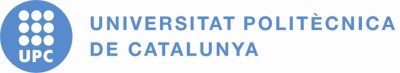 UPC
UNIVERSITAT POLITÈCNICA
DE CATALUNYA